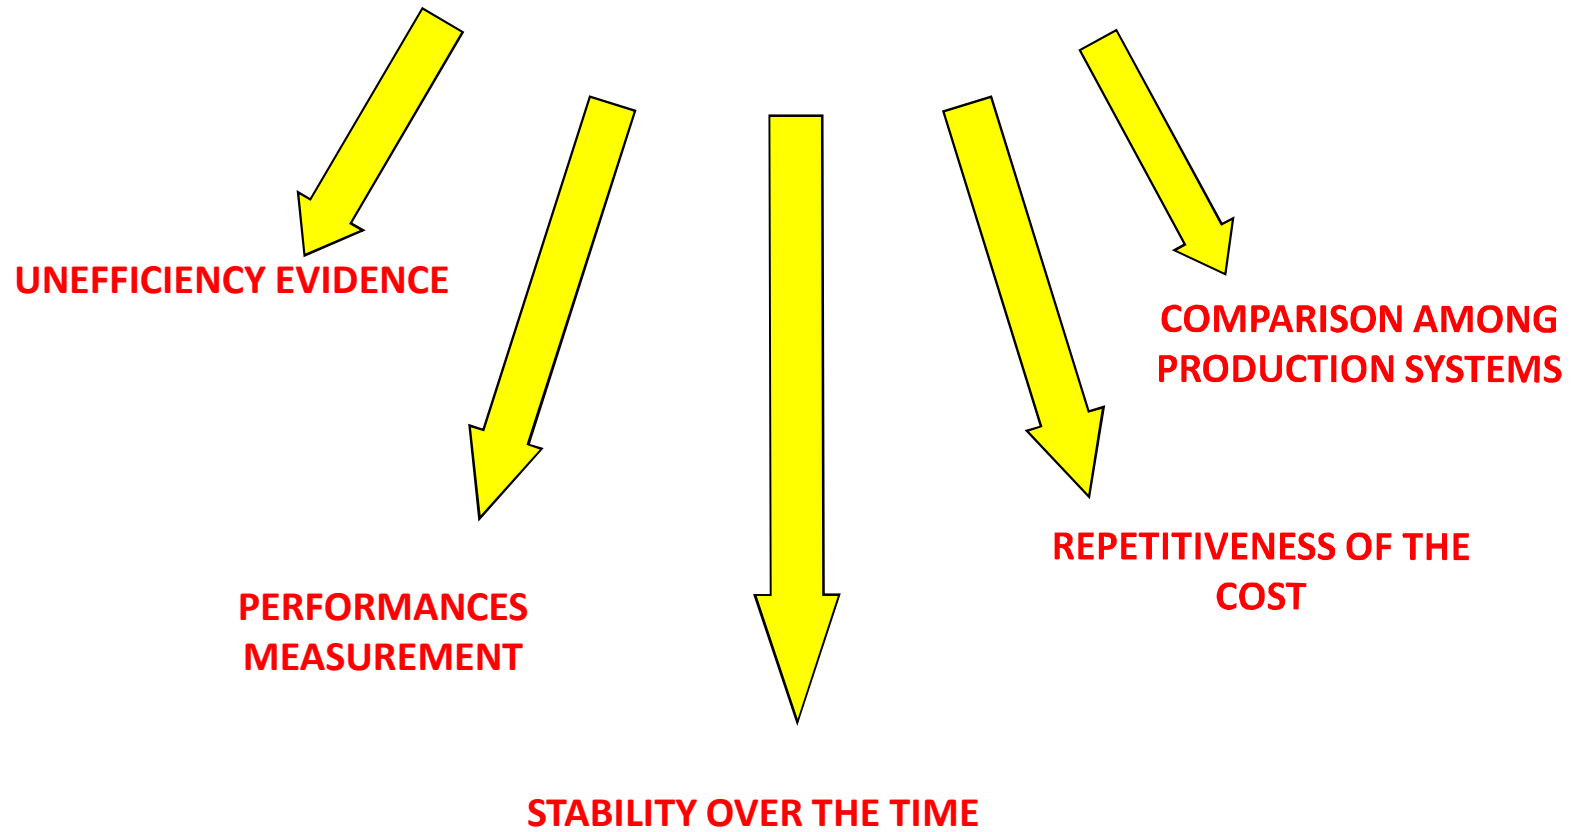 UNEFFICIENCY EVIDENCE
COMPARISON AMONG
PRODUCTION SYSTEMS
REPETITIVENESS OF THE
COST
PERFORMANCES
MEASUREMENT
STABILITY OVER THE TIME